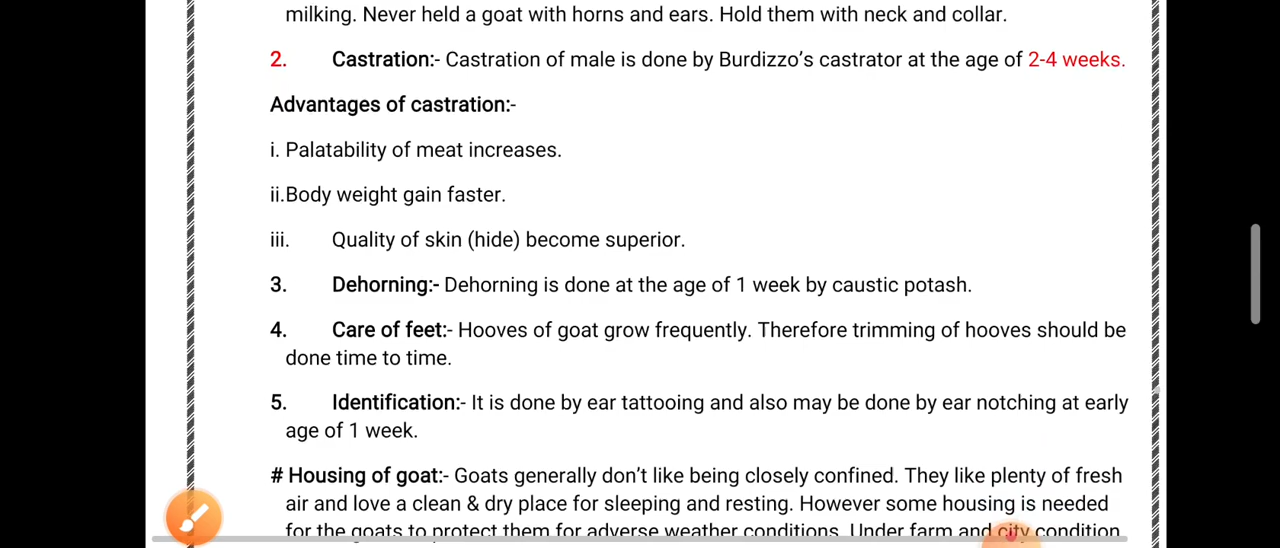 milking. Never held a goat with horns and ears. Hold them with neck and collar.
2. Castration:- Castration of male is done by Burdizzo's castrator at the age of 2-4 weeks.
Advantages of castration:-
i. Palatability of meat increases.
ii.Body weight gain faster.
iii. Quality of skin (hide) become superior.
3. Dehorning:- Dehorning is done at the age of 1 week by caustic potash.
4. Care of feet:- Hooves of goat grow frequently. Therefore trimming of hooves should be
done time to time.
5. Identification:- It is done by ear tattooing and also may be done by ear notching at early
age of 1 week.
# Housing of goat:- Goats generally don't like being closely confined. They like plenty of fresh
air and love a clean & dry place for sleeping and resting. However some housing is needed
for the goats to protect them for adverse weather conditions. Under farm and city condition